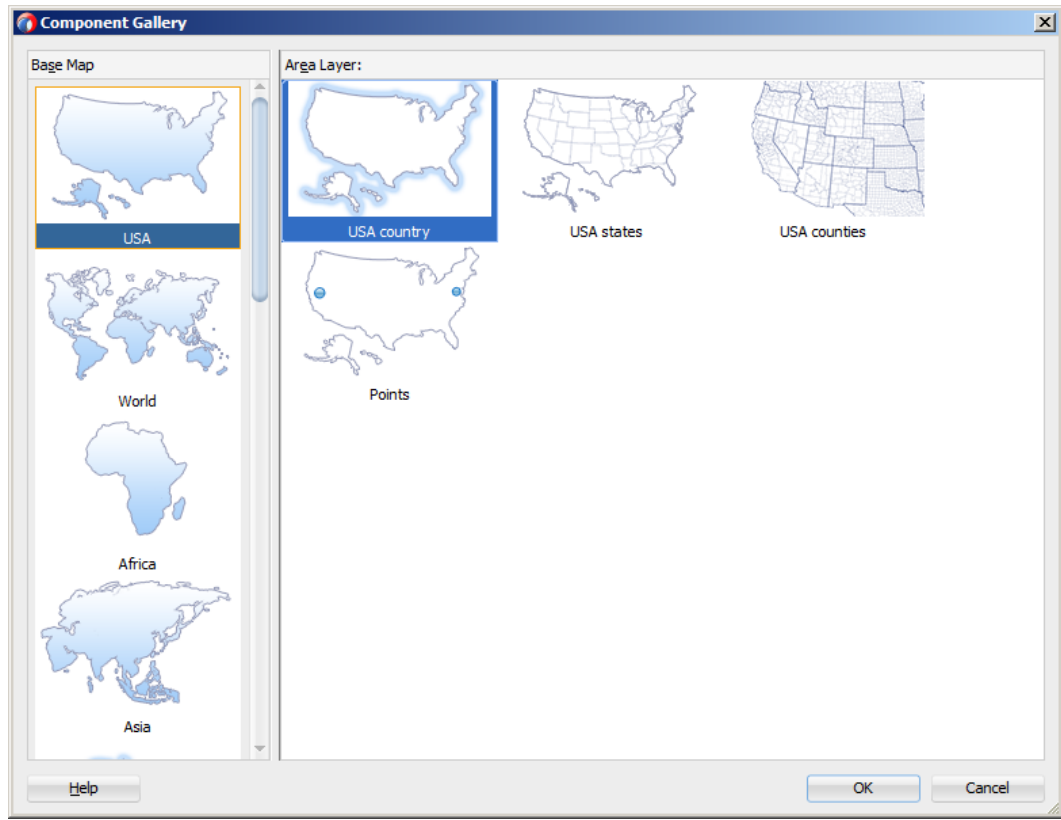 Component Gallery
Base Map
USA
World
Africa
Asia
Area Layer:
USA country
USA states
USA counties
Points
Help
OK
Cancel